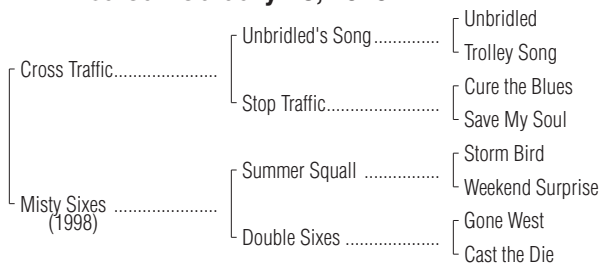 Unbridled
Unbridled's Song..............
Trolley Song
Cross Traffic......................
Cure the Blues
Stop Traffic........................
Save My Soul
Storm Bird
Summer Squall ................
Weekend Surprise
Misty Sixes ......................
(1998)
Gone West
Double Sixes ....................
Cast the Die